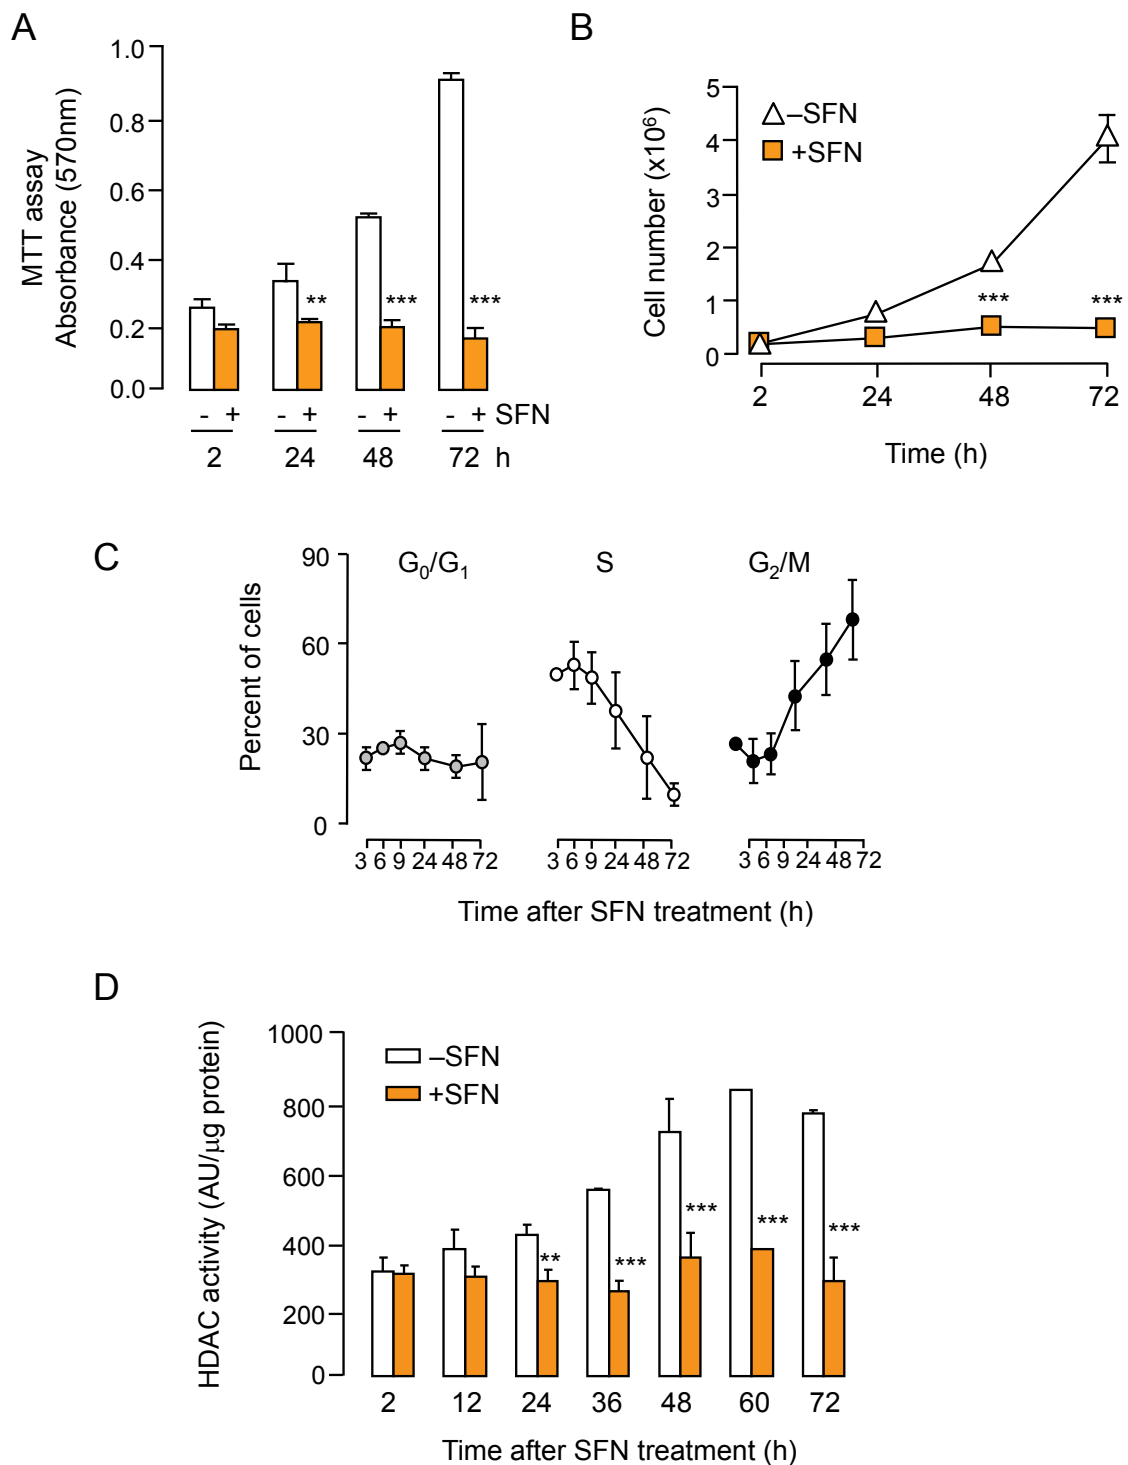 A
MTT assay
Absorbance (570nm)
1.0
0.8
0.6
0.4
0.2
0.0
** *** ***
- + - + - + - + SFN
2 24 48 72 h
B
Cell number (x10⁶)
5
4
3
2
1
0
–SFN
+SFN
*** ***
2 24 48 72
Time (h)
C
Percent of cells
90
60
30
0
G₀/G₁ S G₂/M
3 6 9 24 48 72 3 6 9 24 48 72 3 6 9 24 48 72
Time after SFN treatment (h)
D
HDAC activity (AU/µg protein)
1000
800
600
400
200
0
–SFN
+SFN
** *** *** *** ***
2 12 24 36 48 60 72
Time after SFN treatment (h)